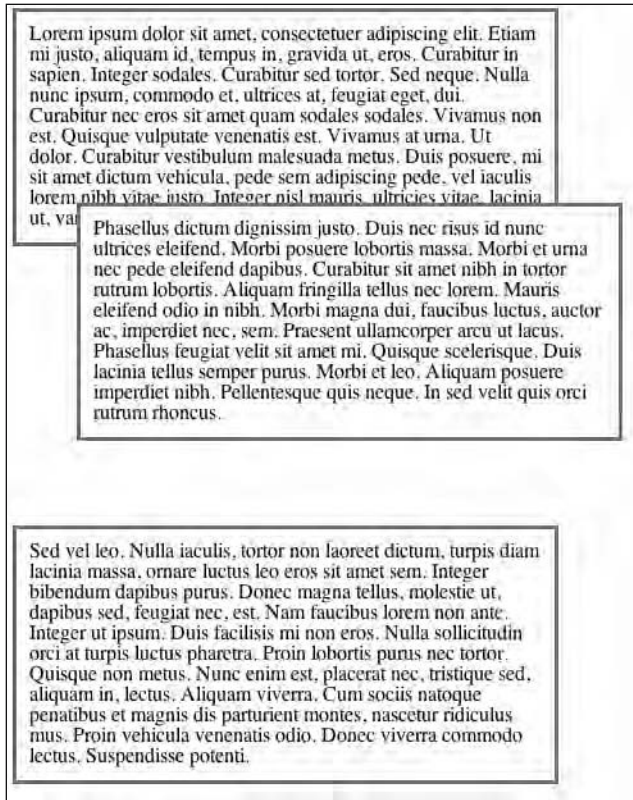 Lorem ipsum dolor sit amet, consectetuer adipiscing elit. Etiam
mi justo, aliquam id, tempus in, gravida ut, eros. Curabitur in
sapien. Integer sodales. Curabitur sed tortor. Sed neque. Nulla
nunc ipsum, commodo et, ultrices at, feugiat eget, dui.
Curabitur nec eros sit amet quam sodales sodales. Vivamus non
est. Quisque vulputate venenatis est. Vivamus at urna. Ut
dolor. Curabitur vestibulum malesuada metus. Duis posuere, mi
sit amet dictum vehicula, pede sem adipiscing pede, vel iaculis
lorem nibh vitae justo. Integer nisl mauris, ultricies vitae, lacinia
ut,
Phasellus dictum dignissim justo. Duis nec risus id nunc
ultrices eleifend. Morbi posuere lobortis massa. Morbi et urna
nec pede eleifend dapibus. Curabitur sit amet nibh in tortor
rutrum lobortis. Aliquam fringilla tellus nec lorem. Mauris
eleifend odio in nibh. Morbi magna dui, faucibus luctus, auctor
ac, imperdiet nec, sem. Praesent ullamcorper arcu ut lacus.
Phasellus feugiat velit sit amet mi. Quisque scelerisque. Duis
lacinia tellus semper purus. Morbi et leo. Aliquam posuere
imperdiet nibh. Pellentesque quis neque. In sed velit quis orci
rutrum rhoncus.
Sed vel leo. Nulla iaculis, tortor non laoreet dictum, turpis diam
lacinia massa, ornare luctus leo eros sit amet sem. Integer
bibendum dapibus purus. Donec magna tellus, molestie ut,
dapibus sed, feugiat nec, est. Nam faucibus lorem non ante.
Integer ut ipsum. Duis facilisis mi non eros. Nulla sollicitudin
orci at turpis luctus pharetra. Proin lobortis purus nec tortor.
Quisque non metus. Nunc enim est, placerat nec, tristique sed,
aliquam in, lectus. Aliquam viverra. Cum sociis natoque
penatibus et magnis dis parturient montes, nascetur ridiculus
mus. Proin vehicula venenatis odio. Donec viverra commodo
lectus. Suspendisse potenti.